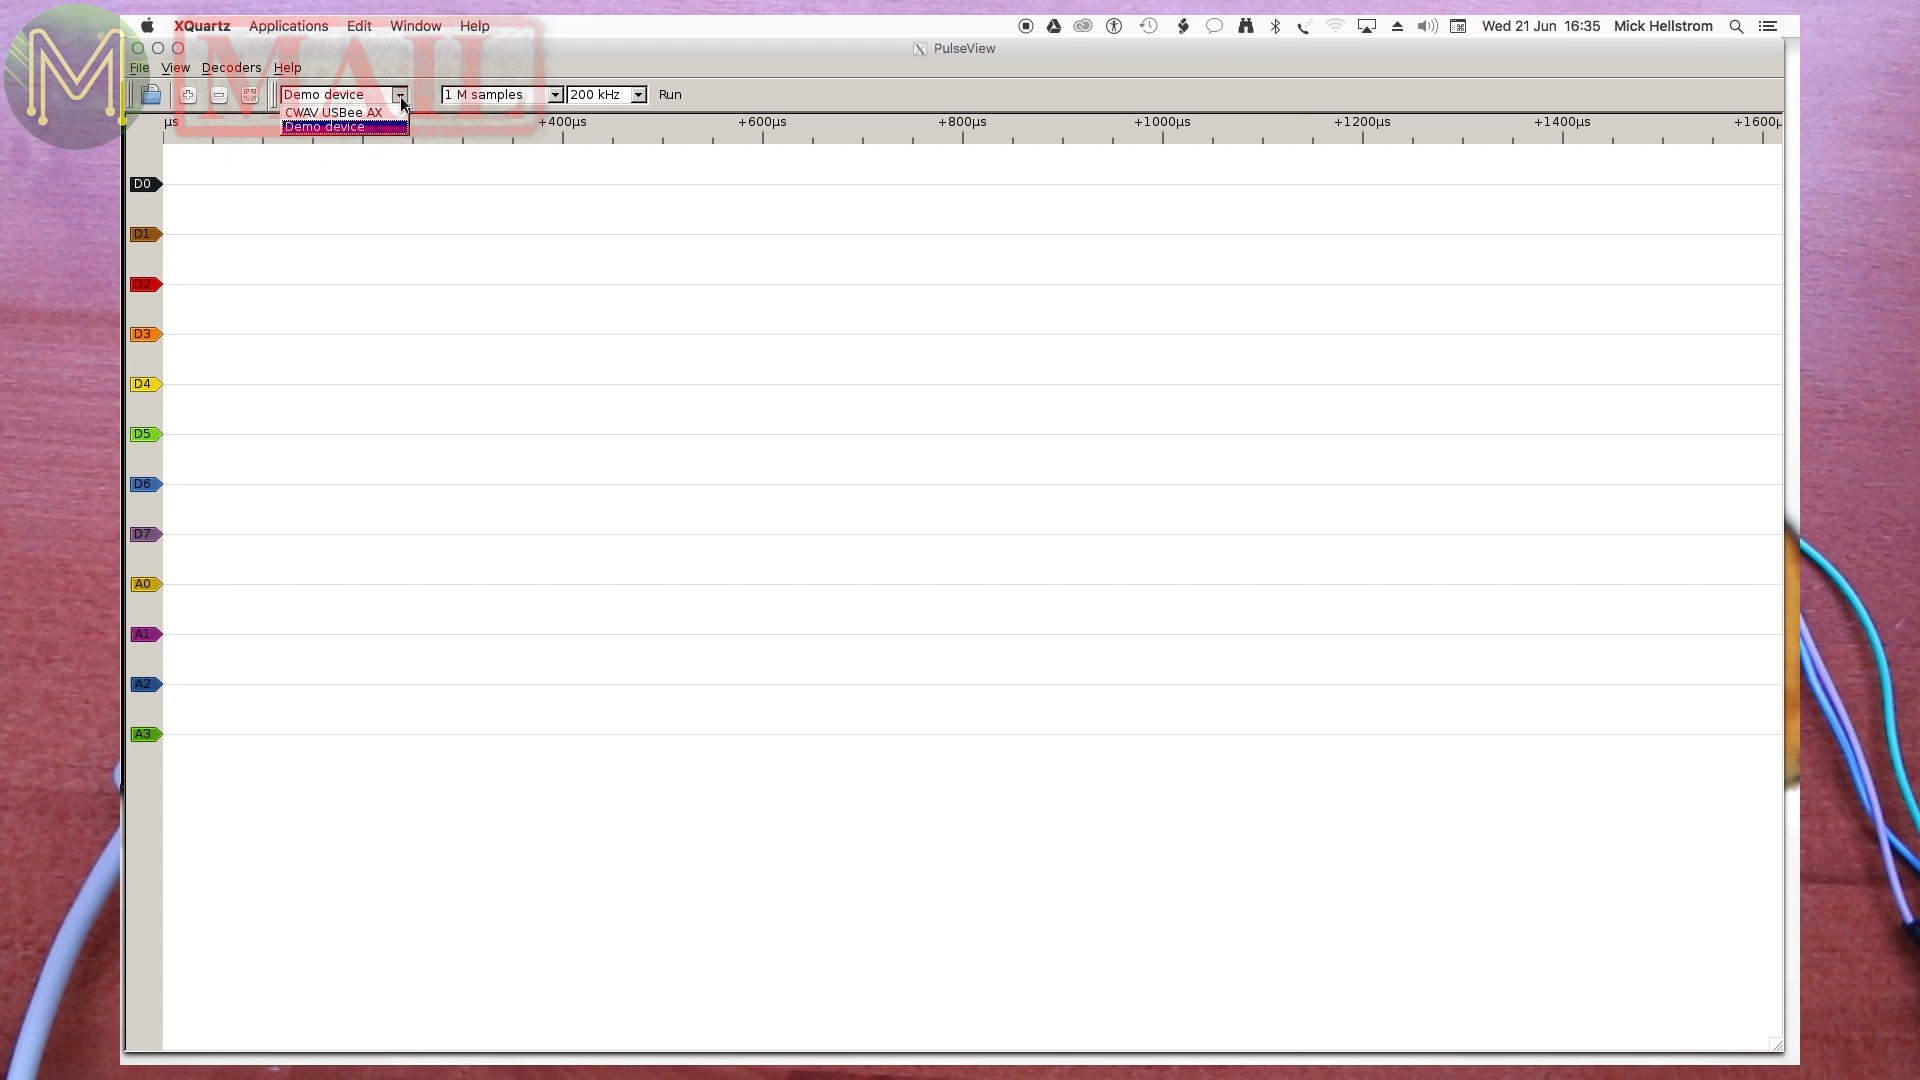 M
MAIL
XQuartz Applications Edit Window Help Wed 21 Jun 16:35 Mick Hellstrom
PulseView
File View Decoders Help
Demo device 1 M samples 200 kHz Run
CWAV USBee AX
Demo device
µs +400µs +600µs +800µs +1000µs +1200µs +1400µs +1600µ
D0
D1
D2
D3
D4
D5
D6
D7
A0
A1
A2
A3